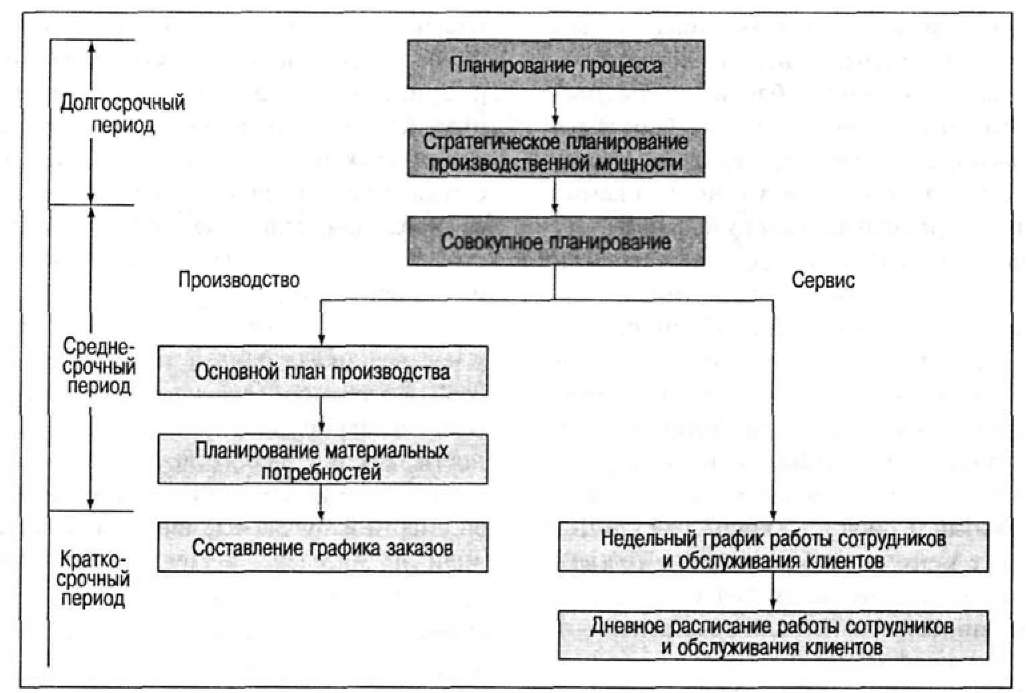 Планирование процесса
Долгосрочный
период
Стратегическое планирование
производственной мощности
Совокупное планирование
Производство
Сервис
Средне-
срочный
период
Основной план производства
Планирование материальных
потребностей
Составление графика заказов
Недельный график работы сотрудников
и обслуживания клиентов
Кратко-
срочный
период
Дневное расписание работы сотрудников
и обслуживания клиентов